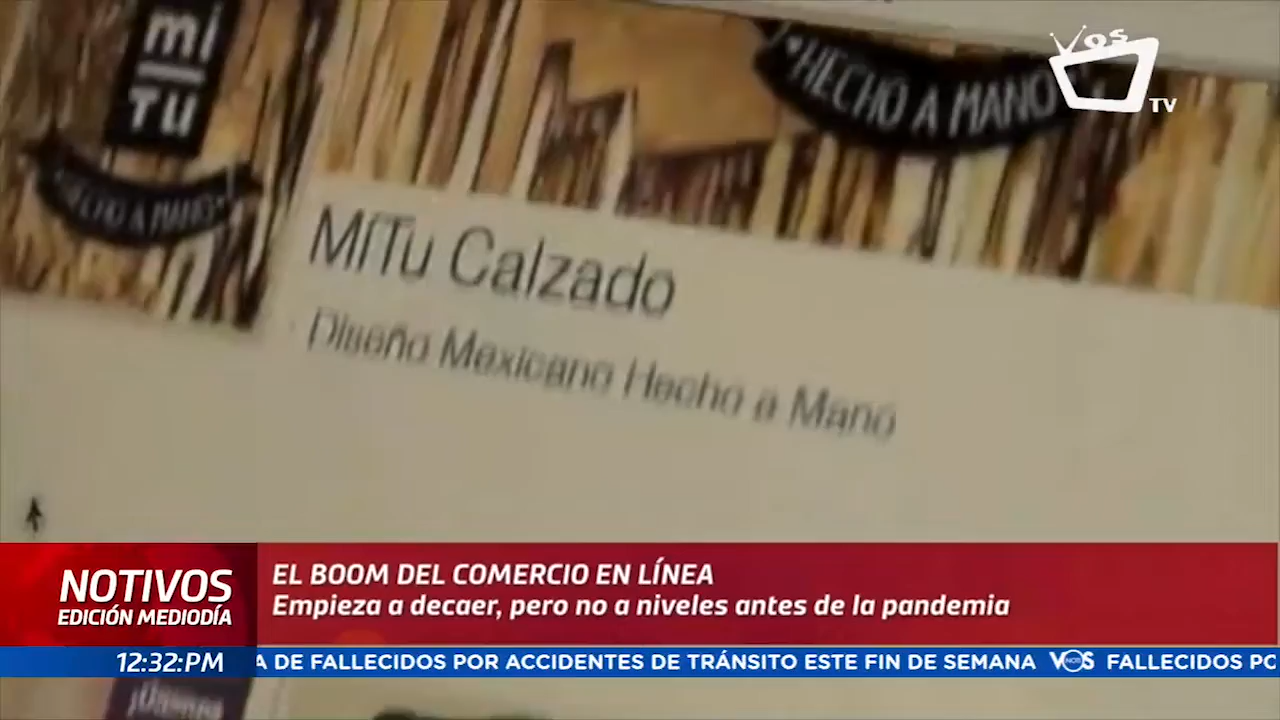 mi
TU
HECHO A MANO
HECHO A MANO
VOS
TV
MíTu Calzado
Diseño Mexicano Hecho a Mano
NOTIVOS
EDICIÓN MEDIODÍA
EL BOOM DEL COMERCIO EN LÍNEA
Empieza a decaer, pero no a niveles antes de la pandemia
12:32:PM
A DE FALLECIDOS POR ACCIDENTES DE TRÁNSITO ESTE FIN DE SEMANA VOS FALLECIDOS PO